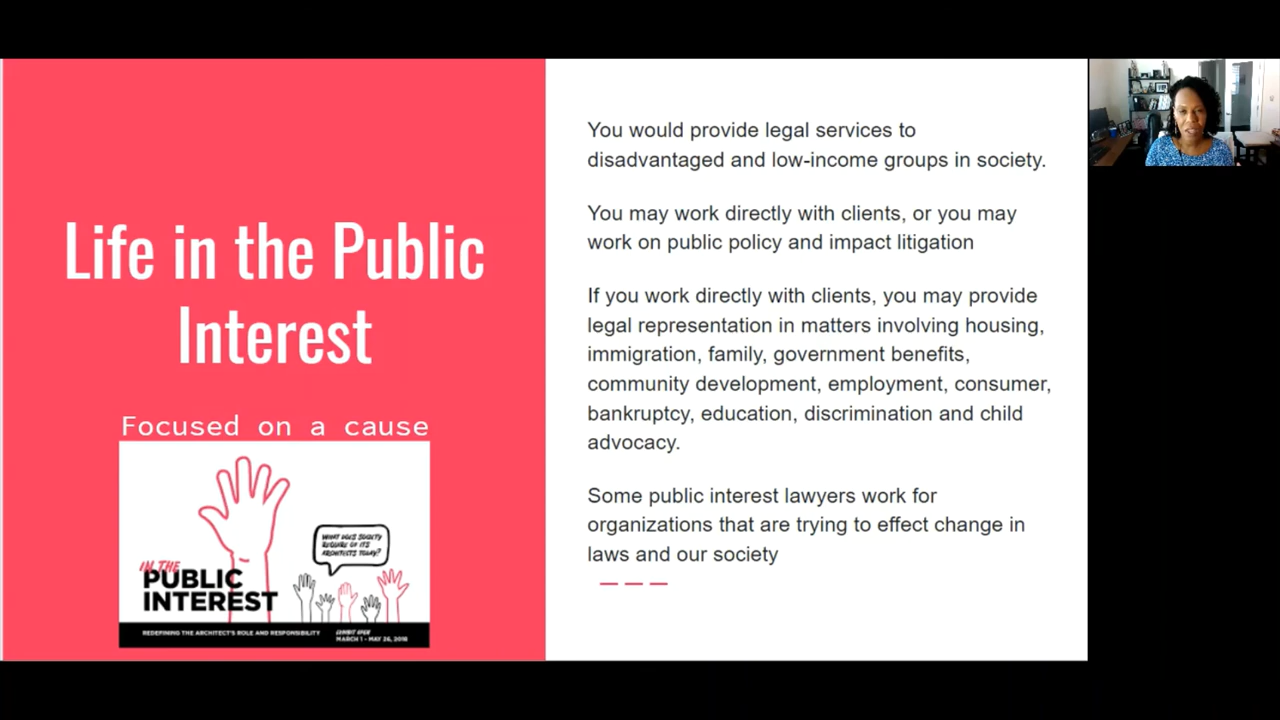 Life in the Public
Interest
Focused on a cause
WHAT DOES SOCIETY
REQUIRE OF ITS
ARCHITECTS TODAY?
IN THE
PUBLIC
INTEREST
REDEFINING THE ARCHITECT'S ROLE AND RESPONSIBILITY
EXHIBIT OPEN
MARCH 1 - MAY 26, 2018
You would provide legal services to
disadvantaged and low-income groups in society.
You may work directly with clients, or you may
work on public policy and impact litigation
If you work directly with clients, you may provide
legal representation in matters involving housing,
immigration, family, government benefits,
community development, employment, consumer,
bankruptcy, education, discrimination and child
advocacy.
Some public interest lawyers work for
organizations that are trying to effect change in
laws and our society